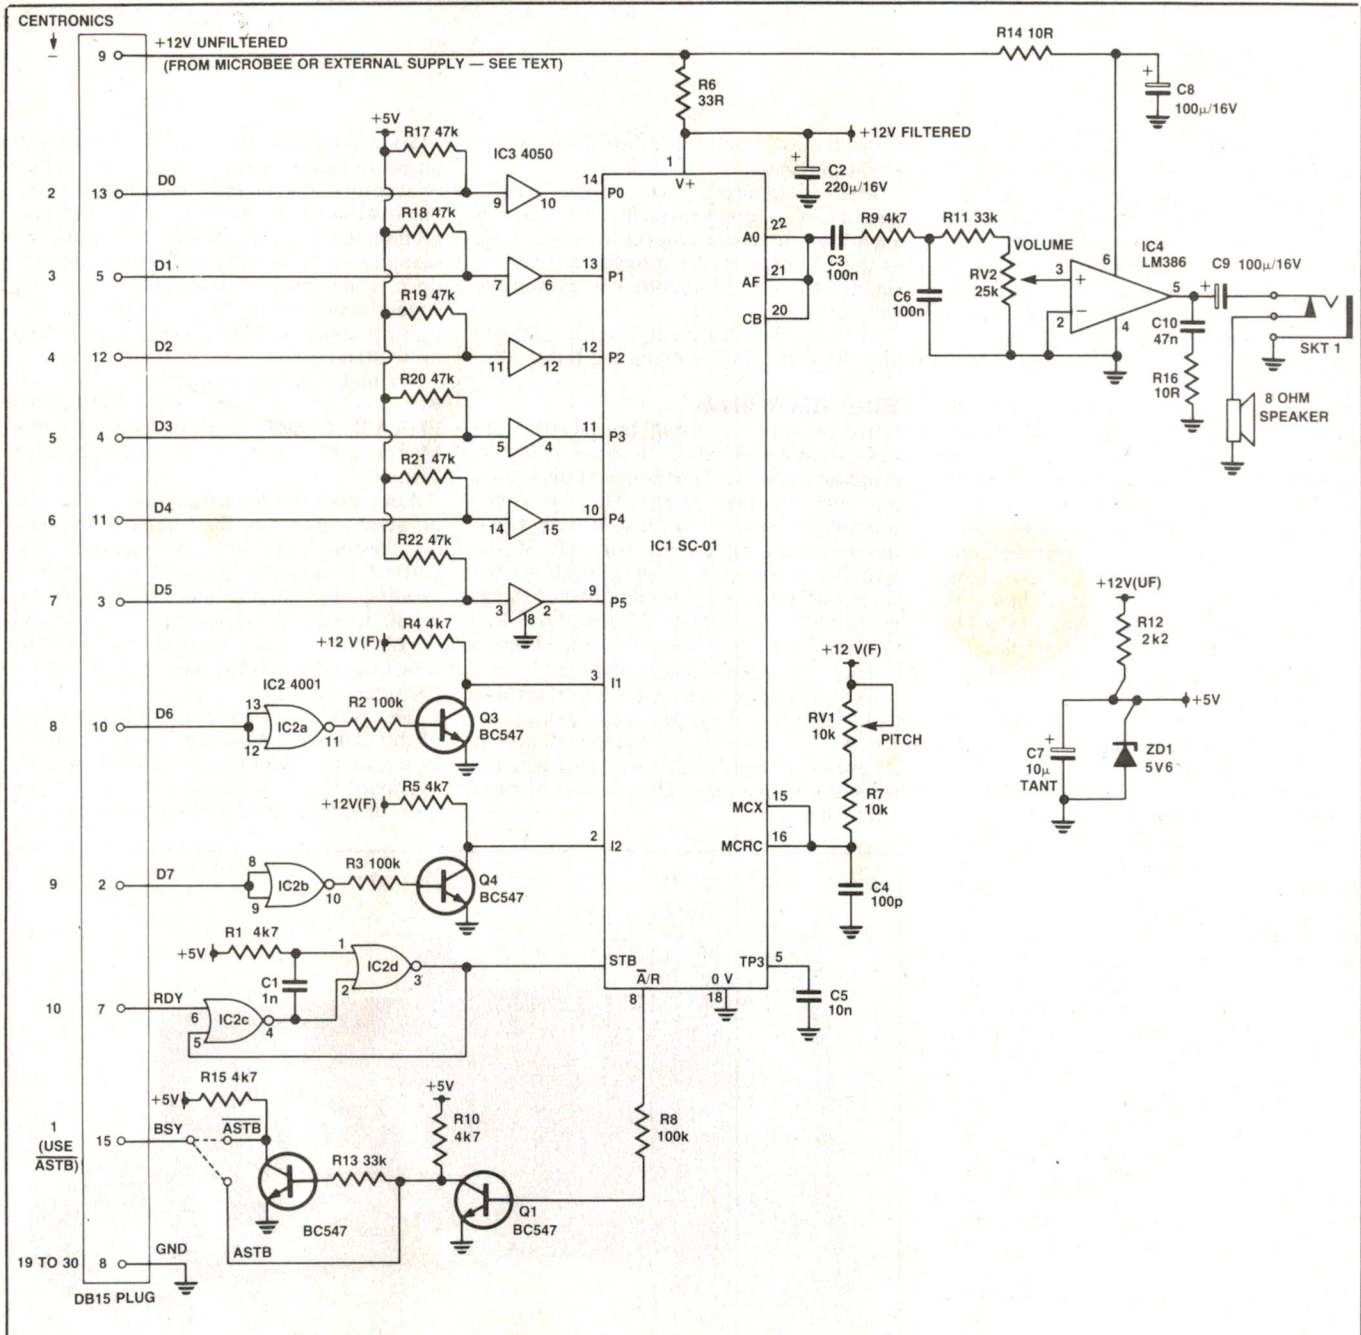 CENTRONICS
9 +12V UNFILTERED
(FROM MICROBEE OR EXTERNAL SUPPLY — SEE TEXT)
R14 10R
C8
100µ/16V
R6
33R
+5V
R17 47k
IC3 4050
+12V FILTERED
1
V+
C2
220µ/16V
2
13
D0
9
10
14
P0
R18 47k
3
5
D1
7
6
13
P1
R19 47k
4
12
D2
11
12
12
P2
R20 47k
5
4
D3
5
4
11
P3
R21 47k
6
11
D4
14
15
10
P4
R22 47k
7
3
D5
3
2
8
9
P5
IC1 SC-01
A0
22
AF
21
CB
20
C3
100n
R9 4k7
R11 33k
C6
100n
VOLUME
RV2
25k
3
+
2
−
6
IC4
LM386
5
4
C9 100µ/16V
C10
47n
R16
10R
SKT 1
8 OHM
SPEAKER
+12 V(F)
R4 4k7
3
I1
IC2 4001
8
10
D6
13
12
IC2a
11
R2 100k
Q3
BC547
+12V(F)
R5 4k7
2
I2
9
2
D7
8
9
IC2b
10
R3 100k
Q4
BC547
+12 V(F)
RV1
10k
PITCH
R7
10k
MCX
15
MCRC
16
C4
100p
+12V(UF)
R12
2k2
+5V
C7
10µ
TANT
ZD1
5V6
+5V
R1 4k7
C1
1n
1
2
IC2d
3
STB
A/R
8
0 V
18
TP3
5
C5
10n
10
7
RDY
6
5
IC2c
4
R15 4k7
+5V
1
(USE
ASTB)
15
BSY
ASTB
R13 33k
+5V
R10
4k7
R8
100k
BC547
Q1
BC547
ASTB
19 TO 30
8
GND
DB15 PLUG